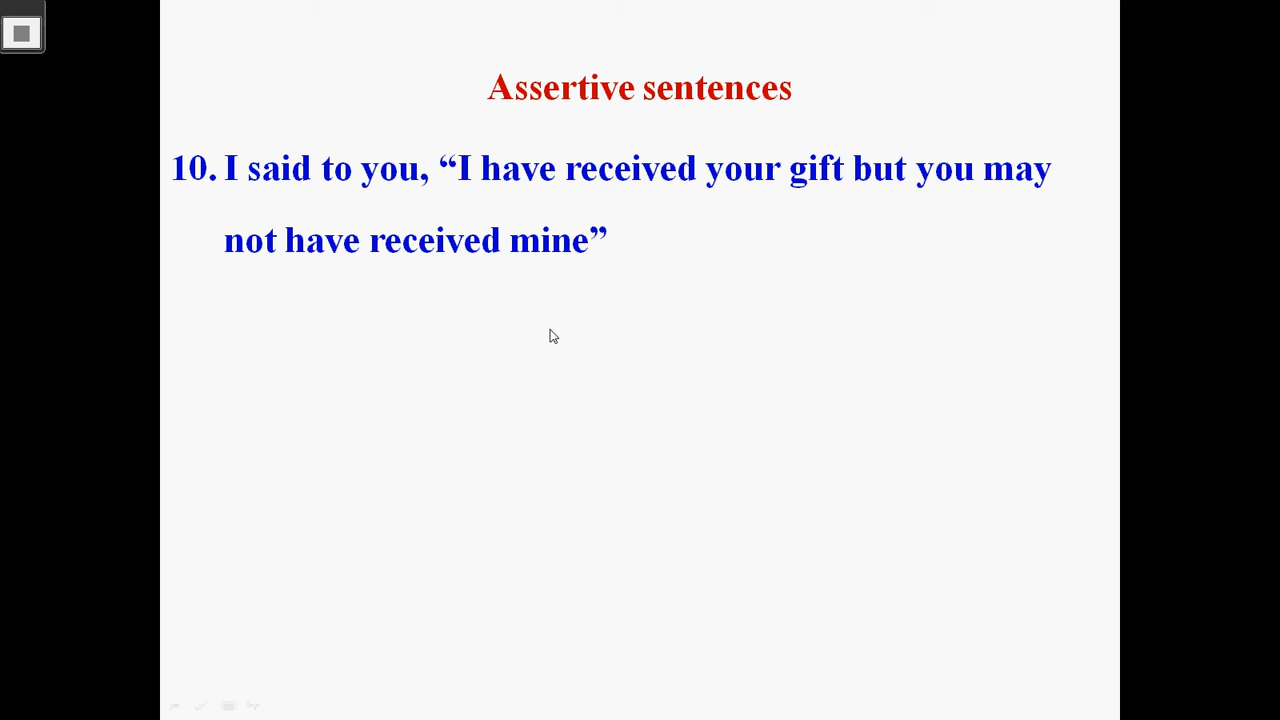 Assertive sentences
10. I said to you, “I have received your gift but you may
not have received mine”